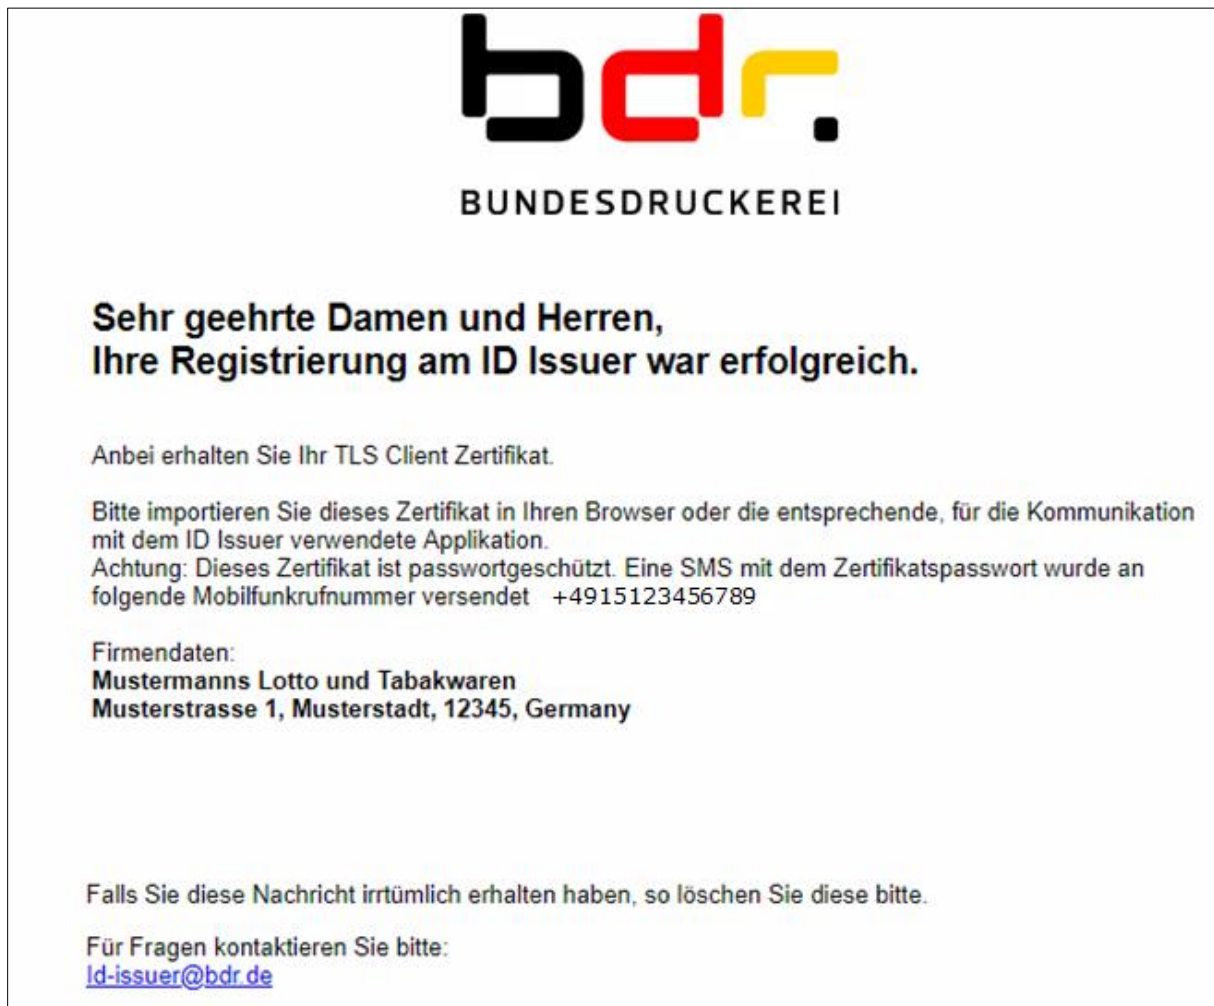 bdr.
BUNDESDRUCKEREI
Sehr geehrte Damen und Herren,
Ihre Registrierung am ID Issuer war erfolgreich.
Anbei erhalten Sie Ihr TLS Client Zertifikat.
Bitte importieren Sie dieses Zertifikat in Ihren Browser oder die entsprechende, für die Kommunikation
mit dem ID Issuer verwendete Applikation.
Achtung: Dieses Zertifikat ist passwortgeschützt. Eine SMS mit dem Zertifikatspasswort wurde an
folgende Mobilfunkrufnummer versendet +4915123456789
Firmendaten:
Mustermanns Lotto und Tabakwaren
Musterstrasse 1, Musterstadt, 12345, Germany
Falls Sie diese Nachricht irrtümlich erhalten haben, so löschen Sie diese bitte.
Für Fragen kontaktieren Sie bitte:
Id-issuer@bdr.de